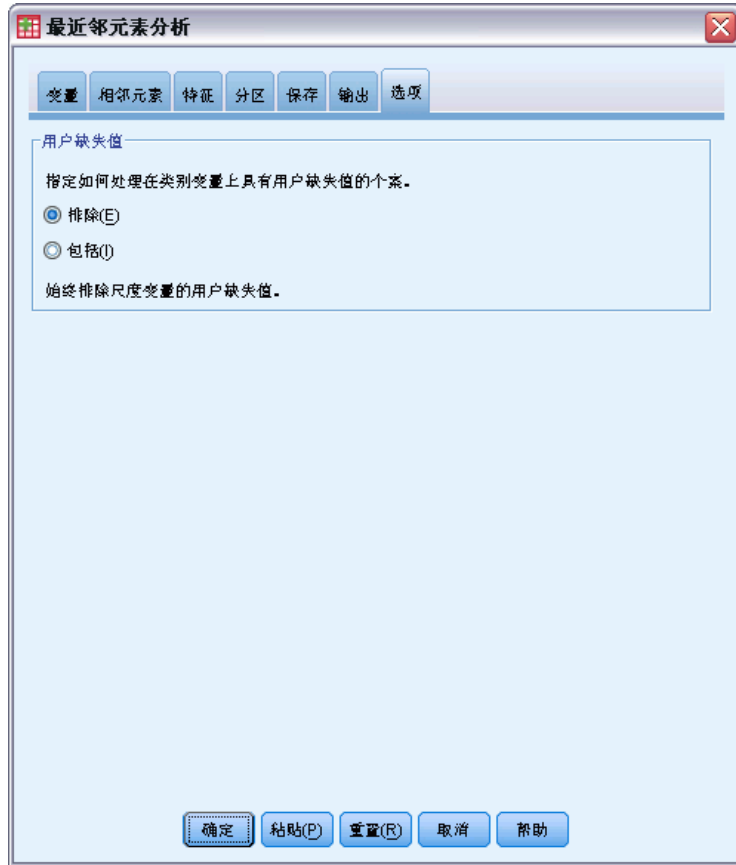 最近邻元素分析
变量 相邻元素 特征 分区 保存 输出 选项
用户缺失值
指定如何处理在类别变量上具有用户缺失值的个案.
排除(E)
包括(I)
始终排除尺度变量的用户缺失值.
确定 粘贴(P) 重置(R) 取消 帮助